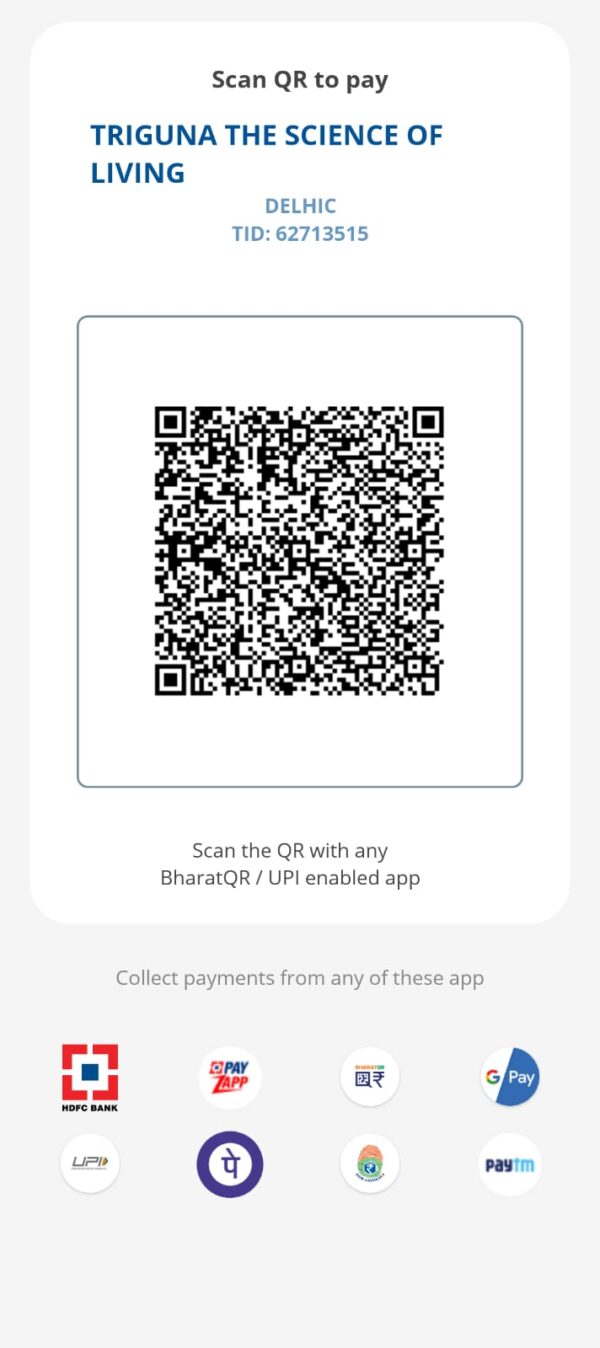 Scan QR to pay
TRIGUNA THE SCIENCE OF
LIVING
DELHIC
TID: 62713515
Scan the QR with any
BharatQR / UPI enabled app
Collect payments from any of these app
HDFC BANK
PAY
ZAPP
BHARATQR
G Pay
UPI
पे
paytm